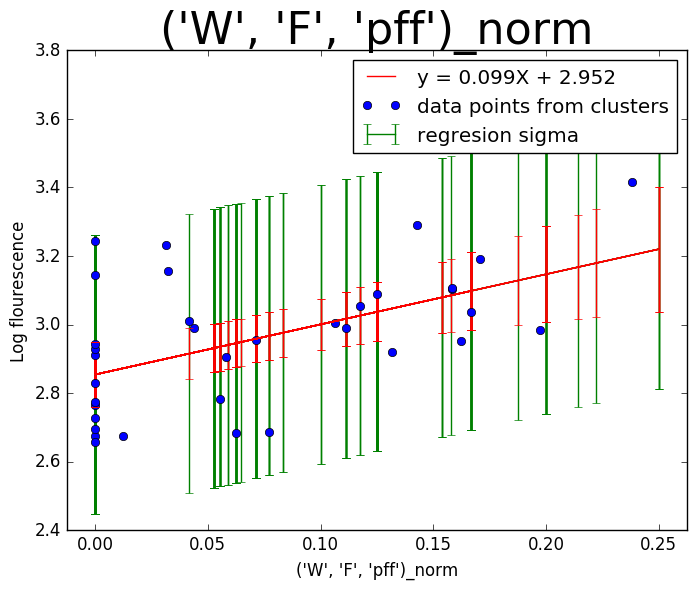 ('W', 'F', 'pff')_norm
3.8
3.6
3.4
3.2
3.0
2.8
2.6
2.4
Log flourescence
y = 0.099X + 2.952
data points from clusters
regresion sigma
0.00 0.05 0.10 0.15 0.20 0.25
('W', 'F', 'pff')_norm